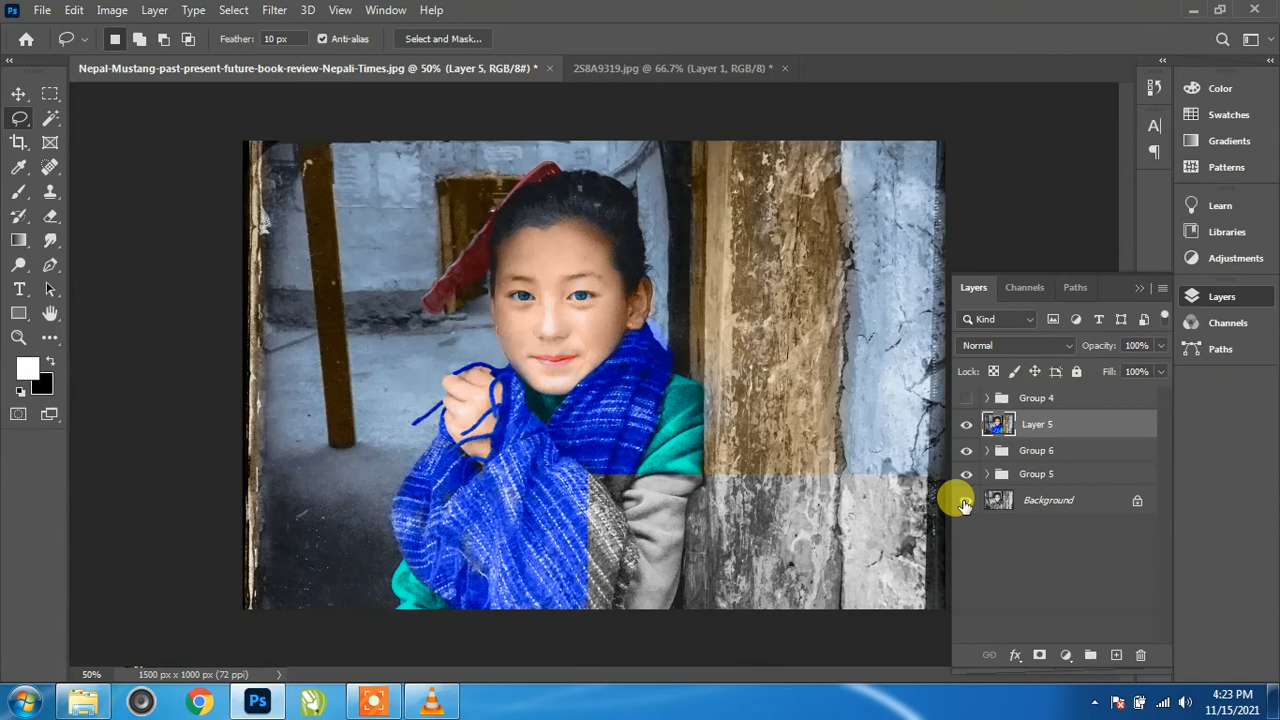 Ps File Edit Image Layer Type Select Filter 3D View Window Help
Feather: 10 px Anti-alias Select and Mask...
Nepal-Mustang-past-present-future-book-review-Nepali-Times.jpg @ 50% (Layer 5, RGB/8#) * × 2S8A9319.jpg @ 66.7% (Layer 1, RGB/8) * ×
Color
Swatches
Gradients
Patterns
Learn
Libraries
Adjustments
Layers
Channels
Paths
Layers Channels Paths
Kind
Normal Opacity: 100%
Lock: Fill: 100%
Group 4
Layer 5
Group 6
Group 5
Background
50% 1500 px x 1000 px (72 ppi)
Ps
4:23 PM
11/15/2021